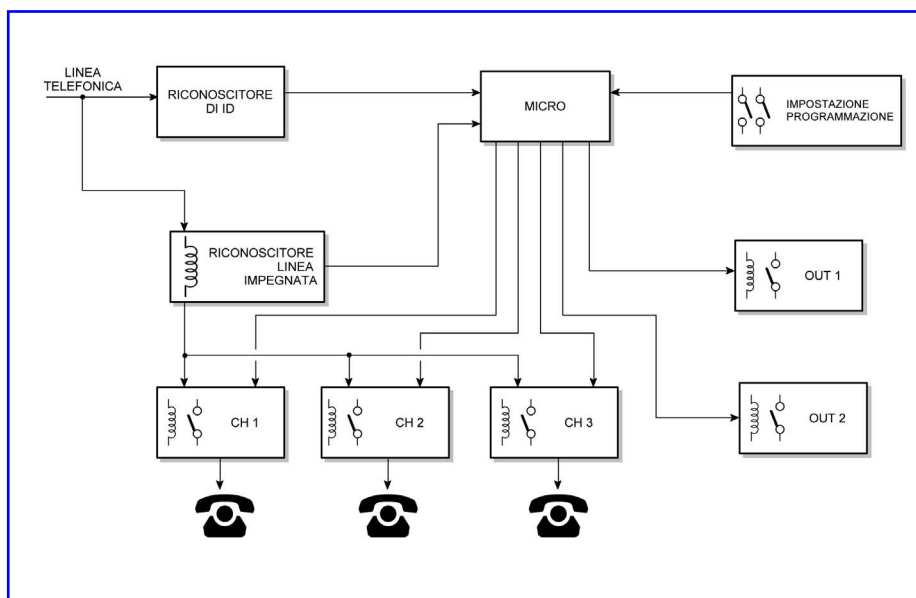 LINEA
TELEFONICA
RICONOSCITORE
DI ID
MICRO
IMPOSTAZIONE
PROGRAMMAZIONE
RICONOSCITORE
LINEA
IMPEGNATA
OUT 1
CH 1
CH 2
CH 3
OUT 2